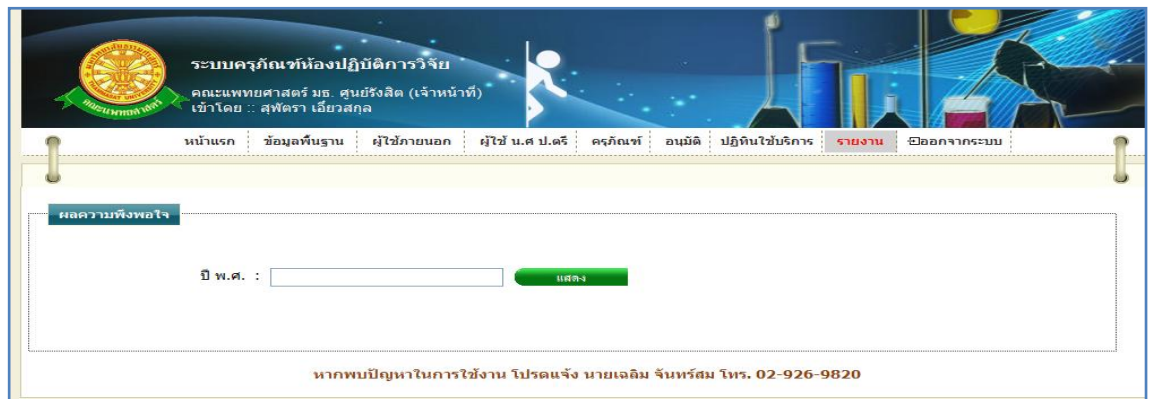 ระบบครุภัณฑ์ห้องปฏิบัติการวิจัย
คณะแพทยศาสตร์ มธ. ศูนย์รังสิต (เจ้าหน้าที่)
เข้าโดย :: สุพัตรา เอี่ยวสกุล
หน้าแรก ข้อมูลพื้นฐาน ผู้ใช้ภายนอก ผู้ใช้ น.ศ ป.ตรี ครุภัณฑ์ อนุมัติ ปฏิทินใช้บริการ รายงาน ออกจากระบบ
ผลความพึงพอใจ
ปี พ.ศ. :
แสดง
หากพบปัญหาในการใช้งาน โปรดแจ้ง นายเฉลิม จันทร์สม โทร. 02-926-9820